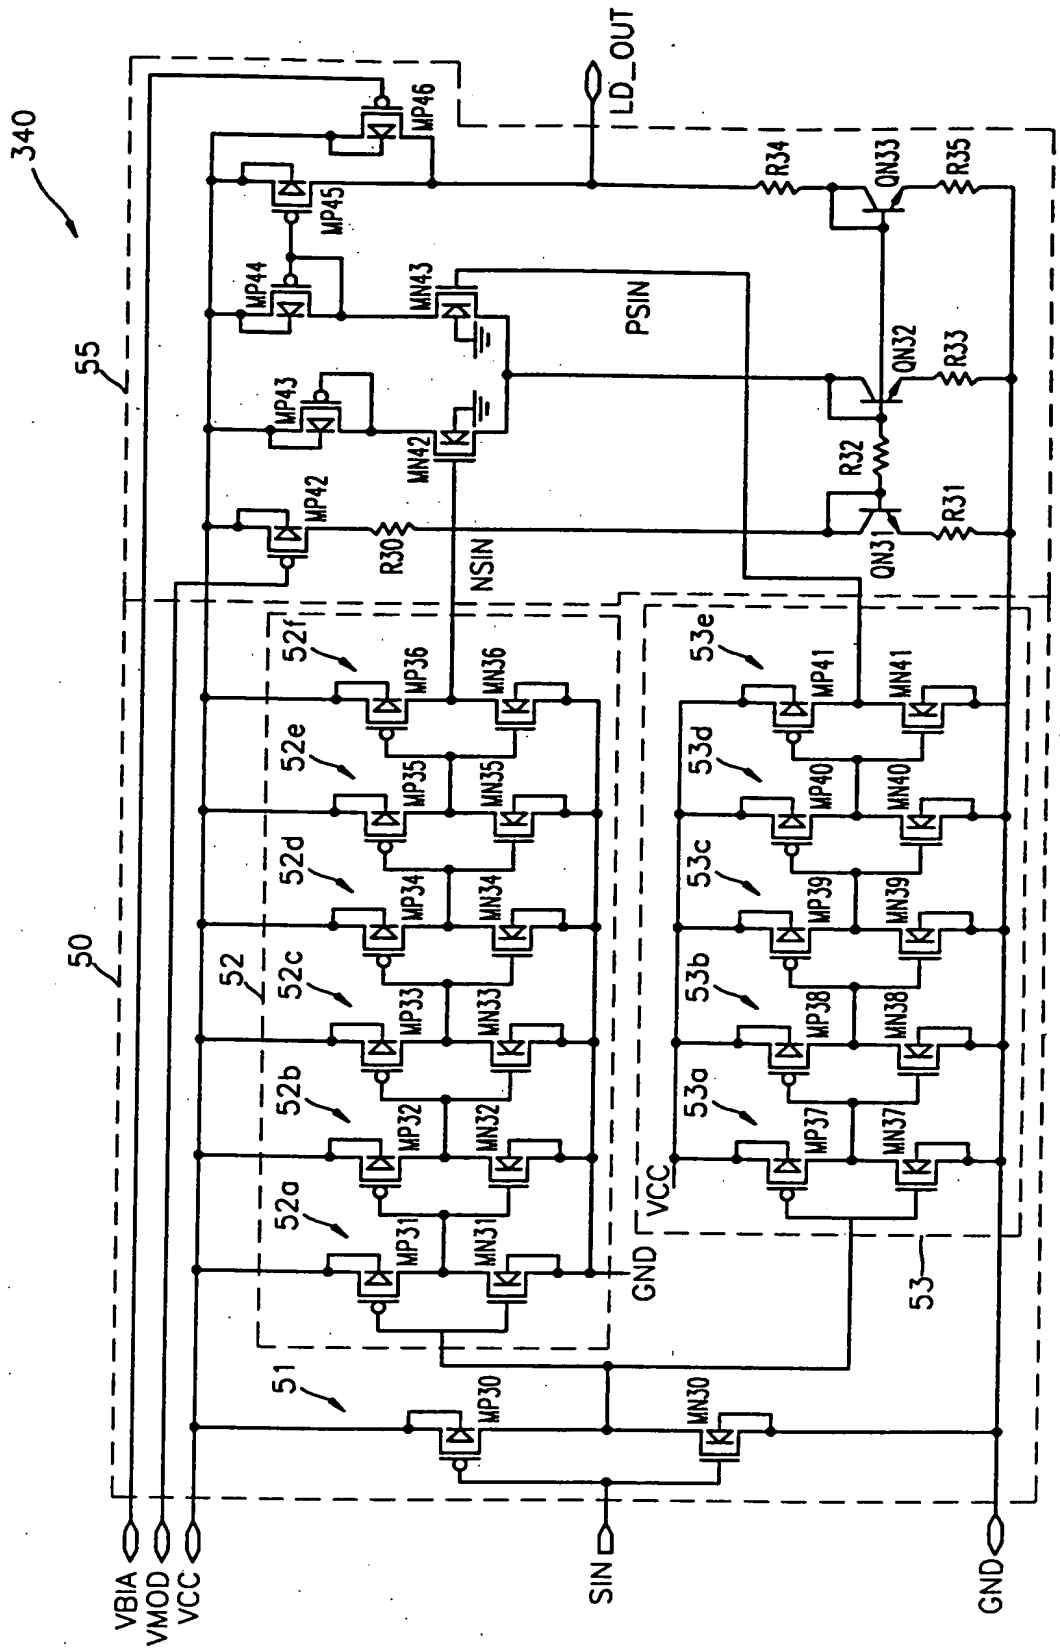 340
50
55
VBIA
VMOD
VCC
SIN
GND
51
MP30
MN30
52
52a
52b
52c
52d
52e
52f
MP31
MP32
MP33
MP34
MP35
MP36
MN31
MN32
MN33
MN34
MN35
MN36
GND
NSIN
53
VCC
53a
53b
53c
53d
53e
MP37
MP38
MP39
MP40
MP41
MN37
MN38
MN39
MN40
MN41
PSIN
MP42
MP43
MP44
MP45
MP46
R30
MN42
MN43
LD_OUT
R34
R32
QN31
QN32
QN33
R31
R33
R35